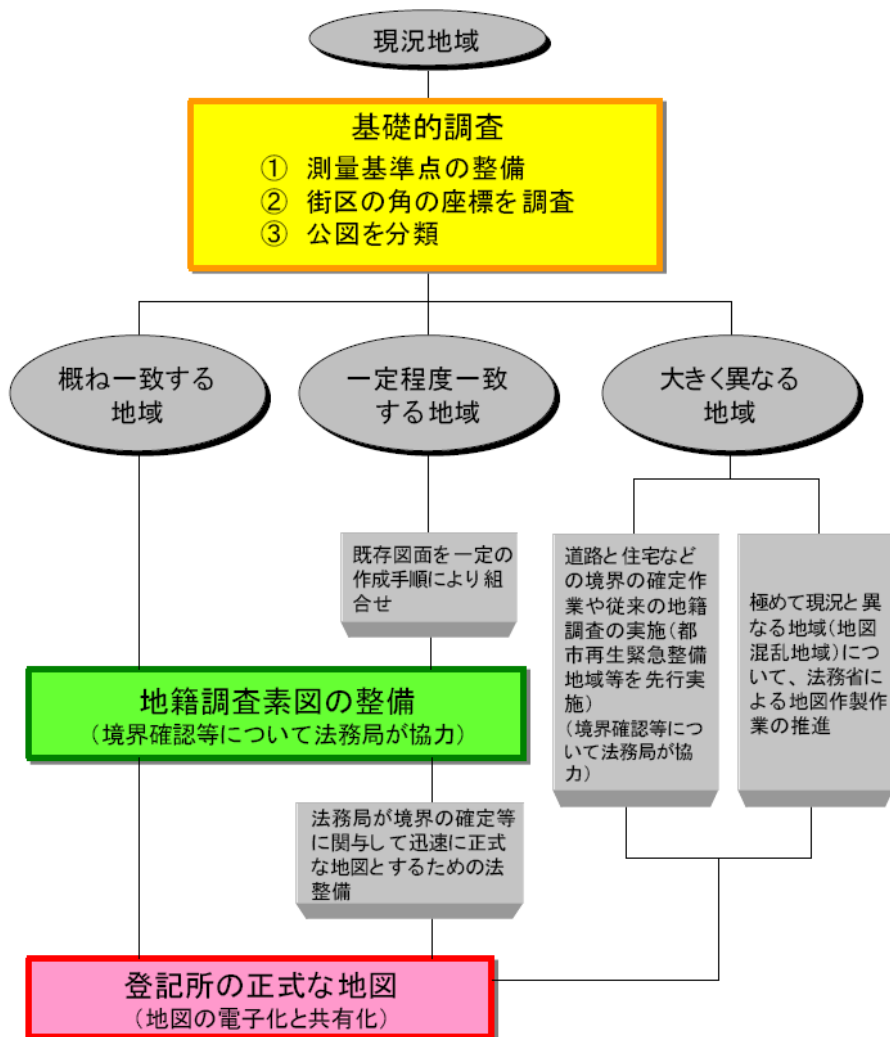 現況地域
基礎的調査
① 測量基準点の整備
② 街区の角の座標を調査
③ 公図を分類
概ね一致する
地域
一定程度一致
する地域
大きく異なる
地域
既存図面を一定の
作成手順により組
合せ
道路と住宅など
の境界の確定作
業や従来の地籍
調査の実施(都
市再生緊急整備
地域等を先行実
施)
(境界確認等につ
いて法務局が協
力)
極めて現況と異
なる地域(地図
混乱地域)につ
いて、法務省に
よる地図作製作
業の推進
地籍調査素図の整備
(境界確認等について法務局が協力)
法務局が境界の確定等
に関与して迅速に正式
な地図とするための法
整備
登記所の正式な地図
(地図の電子化と共有化)